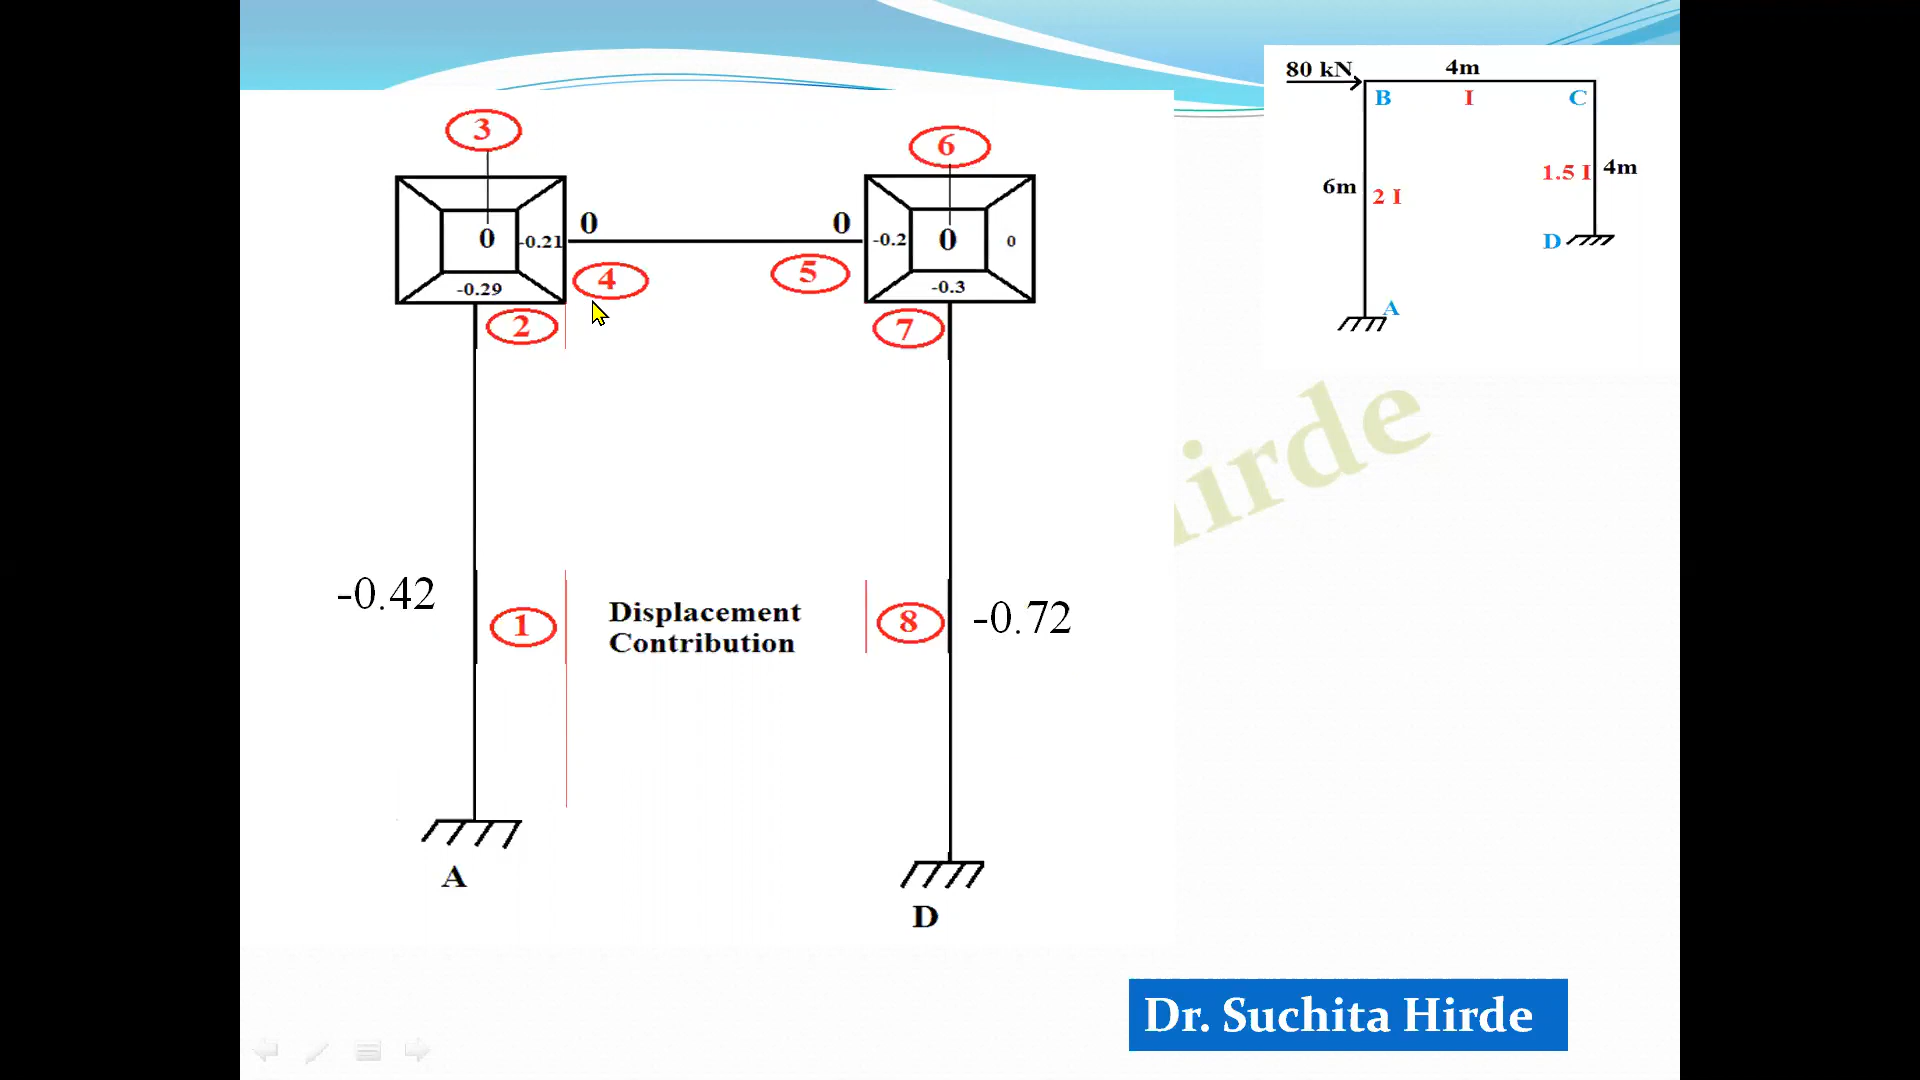 80 kN
4m
B
I
C
6m
2 I
1.5 I
4m
D
A
3
6
0
-0.21
0
0
-0.2
0
0
-0.29
-0.3
4
5
2
7
-0.42
1
Displacement
Contribution
8
-0.72
A
D
irde
Dr. Suchita Hirde